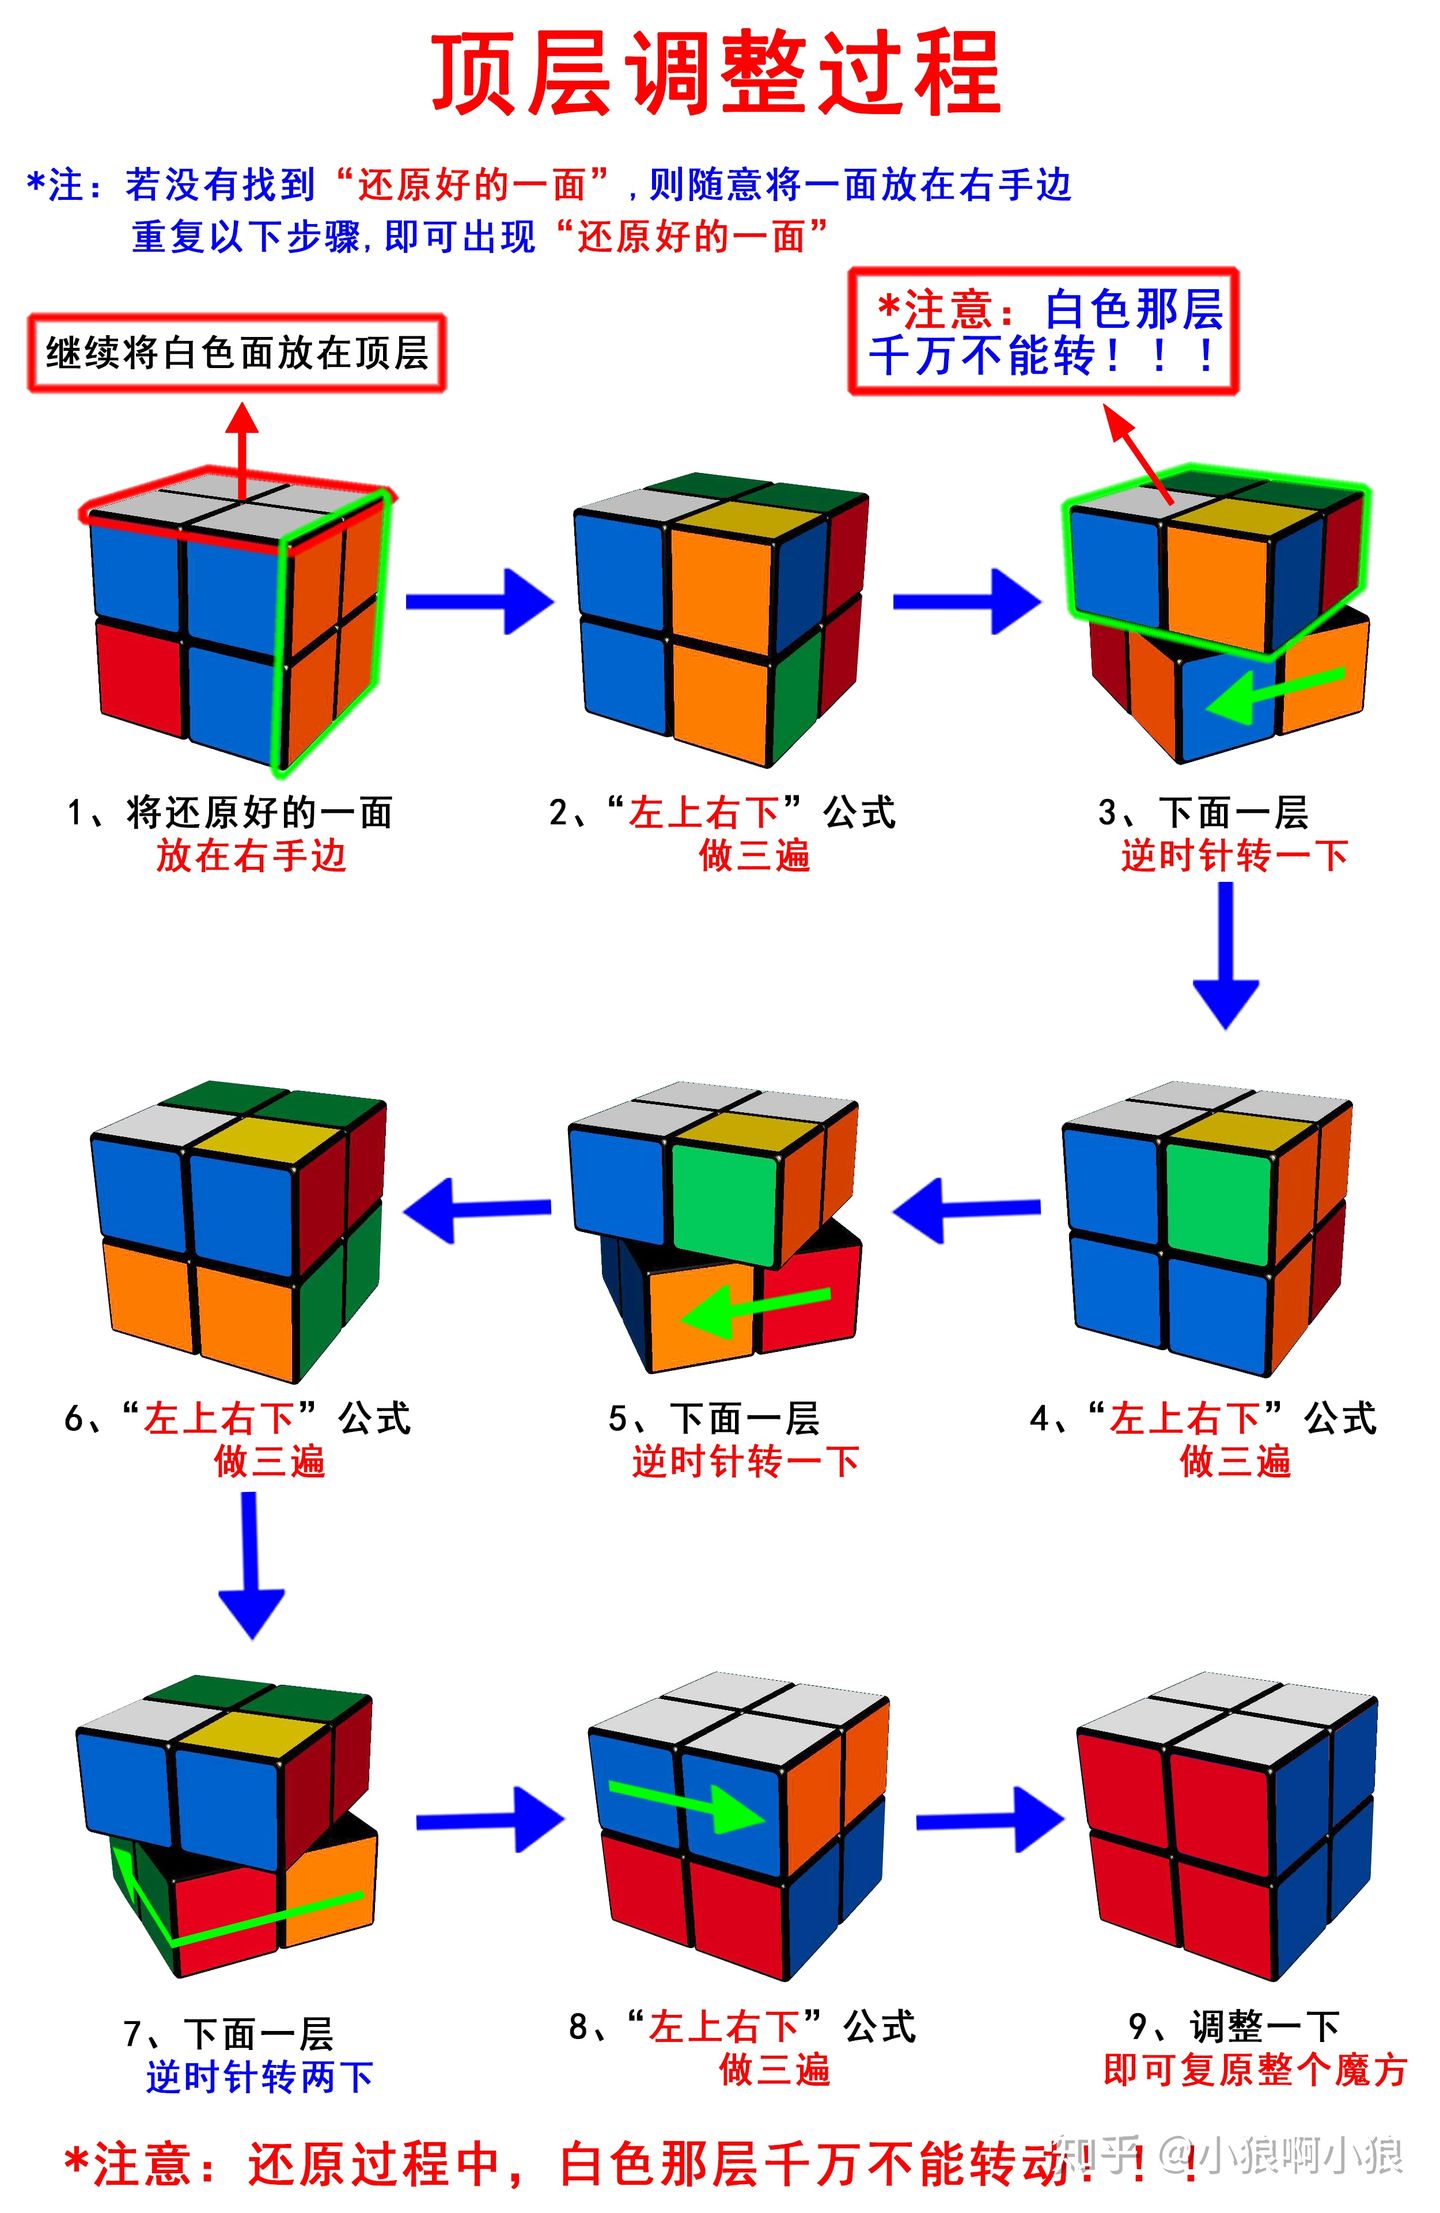 顶层调整过程
*注：若没有找到“还原好的一面”，则随意将一面放在右手边
重复以下步骤，即可出现“还原好的一面”
继续将白色面放在顶层
*注意：白色那层
千万不能转！！！
1、将还原好的一面
放在右手边
2、“左上右下”公式
做三遍
3、下面一层
逆时针转一下
6、“左上右下”公式
做三遍
5、下面一层
逆时针转一下
4、“左上右下”公式
做三遍
7、下面一层
逆时针转两下
8、“左上右下”公式
做三遍
9、调整一下
即可复原整个魔方
*注意：还原过程中，白色那层千万不能转动！！！
知乎 @小狼啊小狼